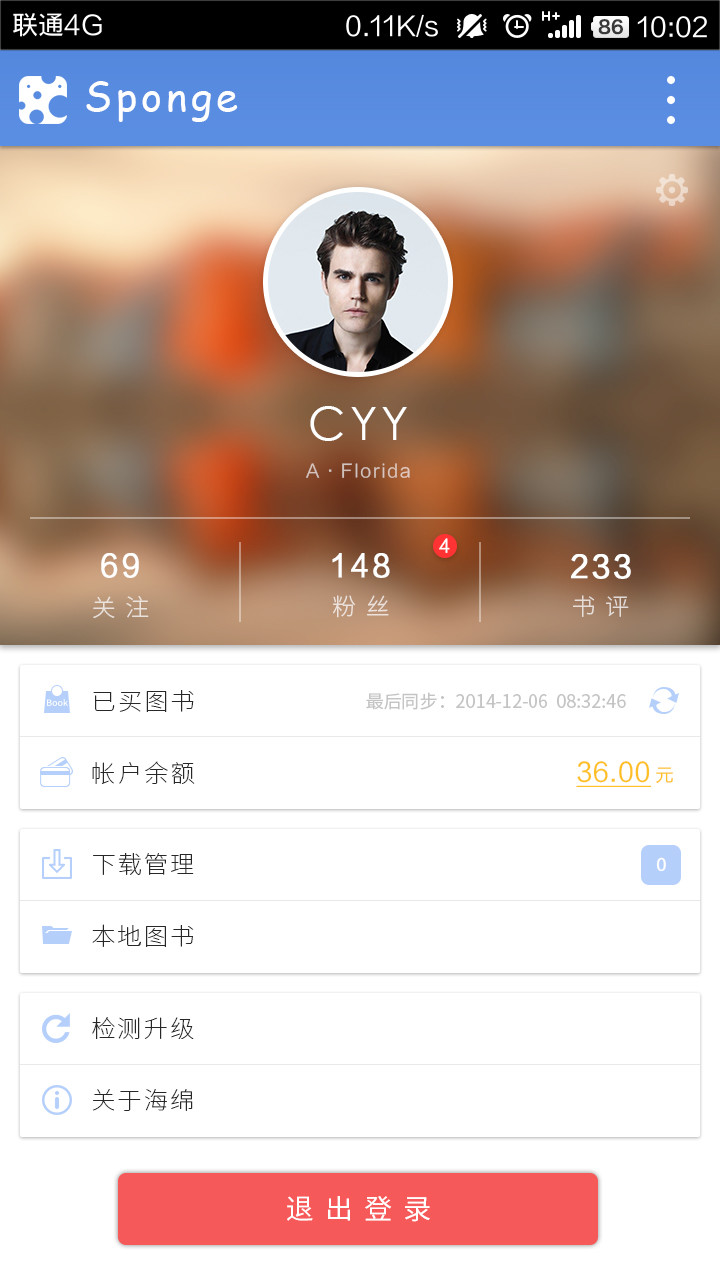 联通4G 0.11K/s H+ 86 10:02
Sponge
CYY
A · Florida
4
69 148 233
关注 粉丝 书评
Book 已买图书 最后同步：2014-12-06 08:32:46
帐户余额 36.00元
下载管理 0
本地图书
检测升级
关于海绵
退出登录